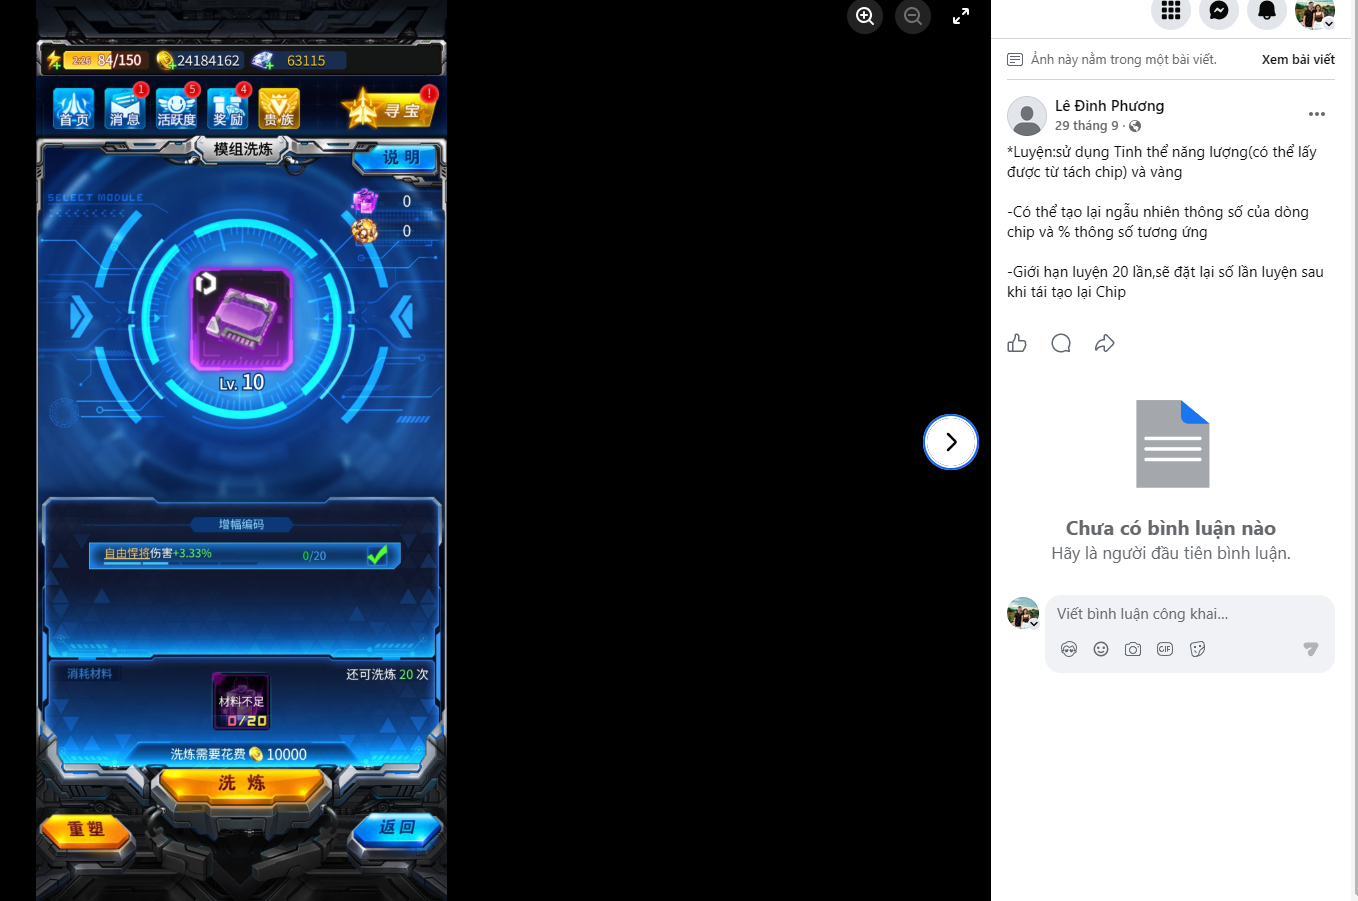 2:26 84/150
24184162
63115
首页
1
消息
5
活跃度
4
奖励
贵族
!
寻宝
模组洗炼
说明
SELECT MODULE
0
0
Lv. 10
增幅编码
自由悍将伤害+3.33%
0/20
消耗材料
还可洗炼 20 次
材料不足
0/20
洗炼需要花费 10000
洗炼
重塑
返回
Ảnh này nằm trong một bài viết.
Xem bài viết
Lê Đình Phương
29 tháng 9 ·
*Luyện:sử dụng Tinh thể năng lượng(có thể lấy
được từ tách chip) và vàng
-Có thể tạo lại ngẫu nhiên thông số của dòng
chip và % thông số tương ứng
-Giới hạn luyện 20 lần,sẽ đặt lại số lần luyện sau
khi tái tạo lại Chip
Chưa có bình luận nào
Hãy là người đầu tiên bình luận.
Viết bình luận công khai...
GIF